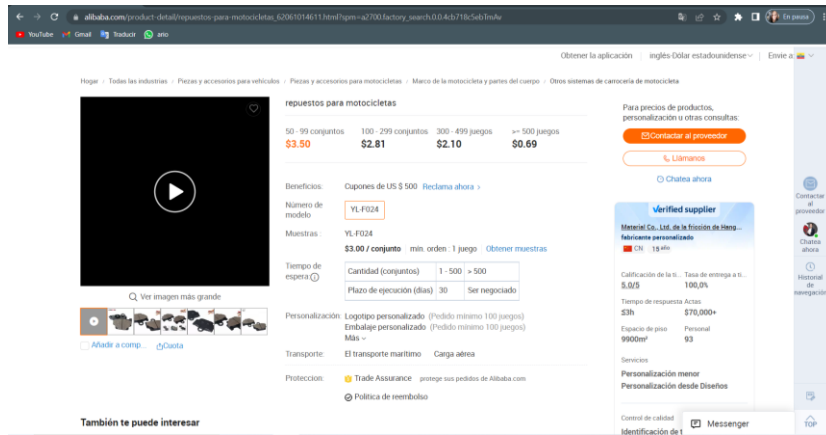 alibaba.com/product-detail/repuestos-para-motocicletas_62061014611.html?spm=a2700.factory_search.0.0.4cb718c5ebTmAv
En pausa
YouTube Gmail Traducir ario
Obtener la aplicación inglés-Dólar estadounidense Envie a:
Hogar / Todas las industrias / Piezas y accesorios para vehículos / Piezas y accesorios para motocicletas / Marco de la motocicleta y partes del cuerpo / Otros sistemas de carrocería de motocicleta
repuestos para motocicletas
50 - 99 conjuntos 100 - 299 conjuntos 300 - 499 juegos >= 500 juegos
$3.50 $2.81 $2.10 $0.69
Beneficios: Cupones de US $ 500 Reclama ahora >
Número de modelo YL-F024
Muestras : YL-F024
$3.00 / conjunto mín. orden : 1 juego Obtener muestras
Tiempo de espera:
Cantidad (conjuntos) 1 - 500 > 500
Plazo de ejecución (días) 30 Ser negociado
Personalización: Logotipo personalizado (Pedido mínimo 100 juegos)
Embalaje personalizado (Pedido mínimo 100 juegos)
Más
Transporte: El transporte marítimo Carga aérea
Proteccion: Trade Assurance protege sus pedidos de Alibaba.com
Política de reembolso
Ver imagen más grande
Añadir a comp... Cuota
También te puede interesar
Para precios de productos,
personalización u otras consultas:
Contactar al proveedor
Llámanos
Chatea ahora
Verified supplier
Materiel Co., Ltd. de la fricción de Hang...
fabricante personalizado
CN 15 año
Calificación de la ti... Tasa de entrega a ti...
5.0/5 100,0%
Tiempo de respuesta Actas
≤3h $70,000+
Espacio de piso Personal
9900m² 93
Servicios
Personalización menor
Personalización desde Diseños
Control de calidad
Identificación de t
Messenger
Contactar
al
proveedor
Chatea
ahora
Historial
de
navegación
TOP